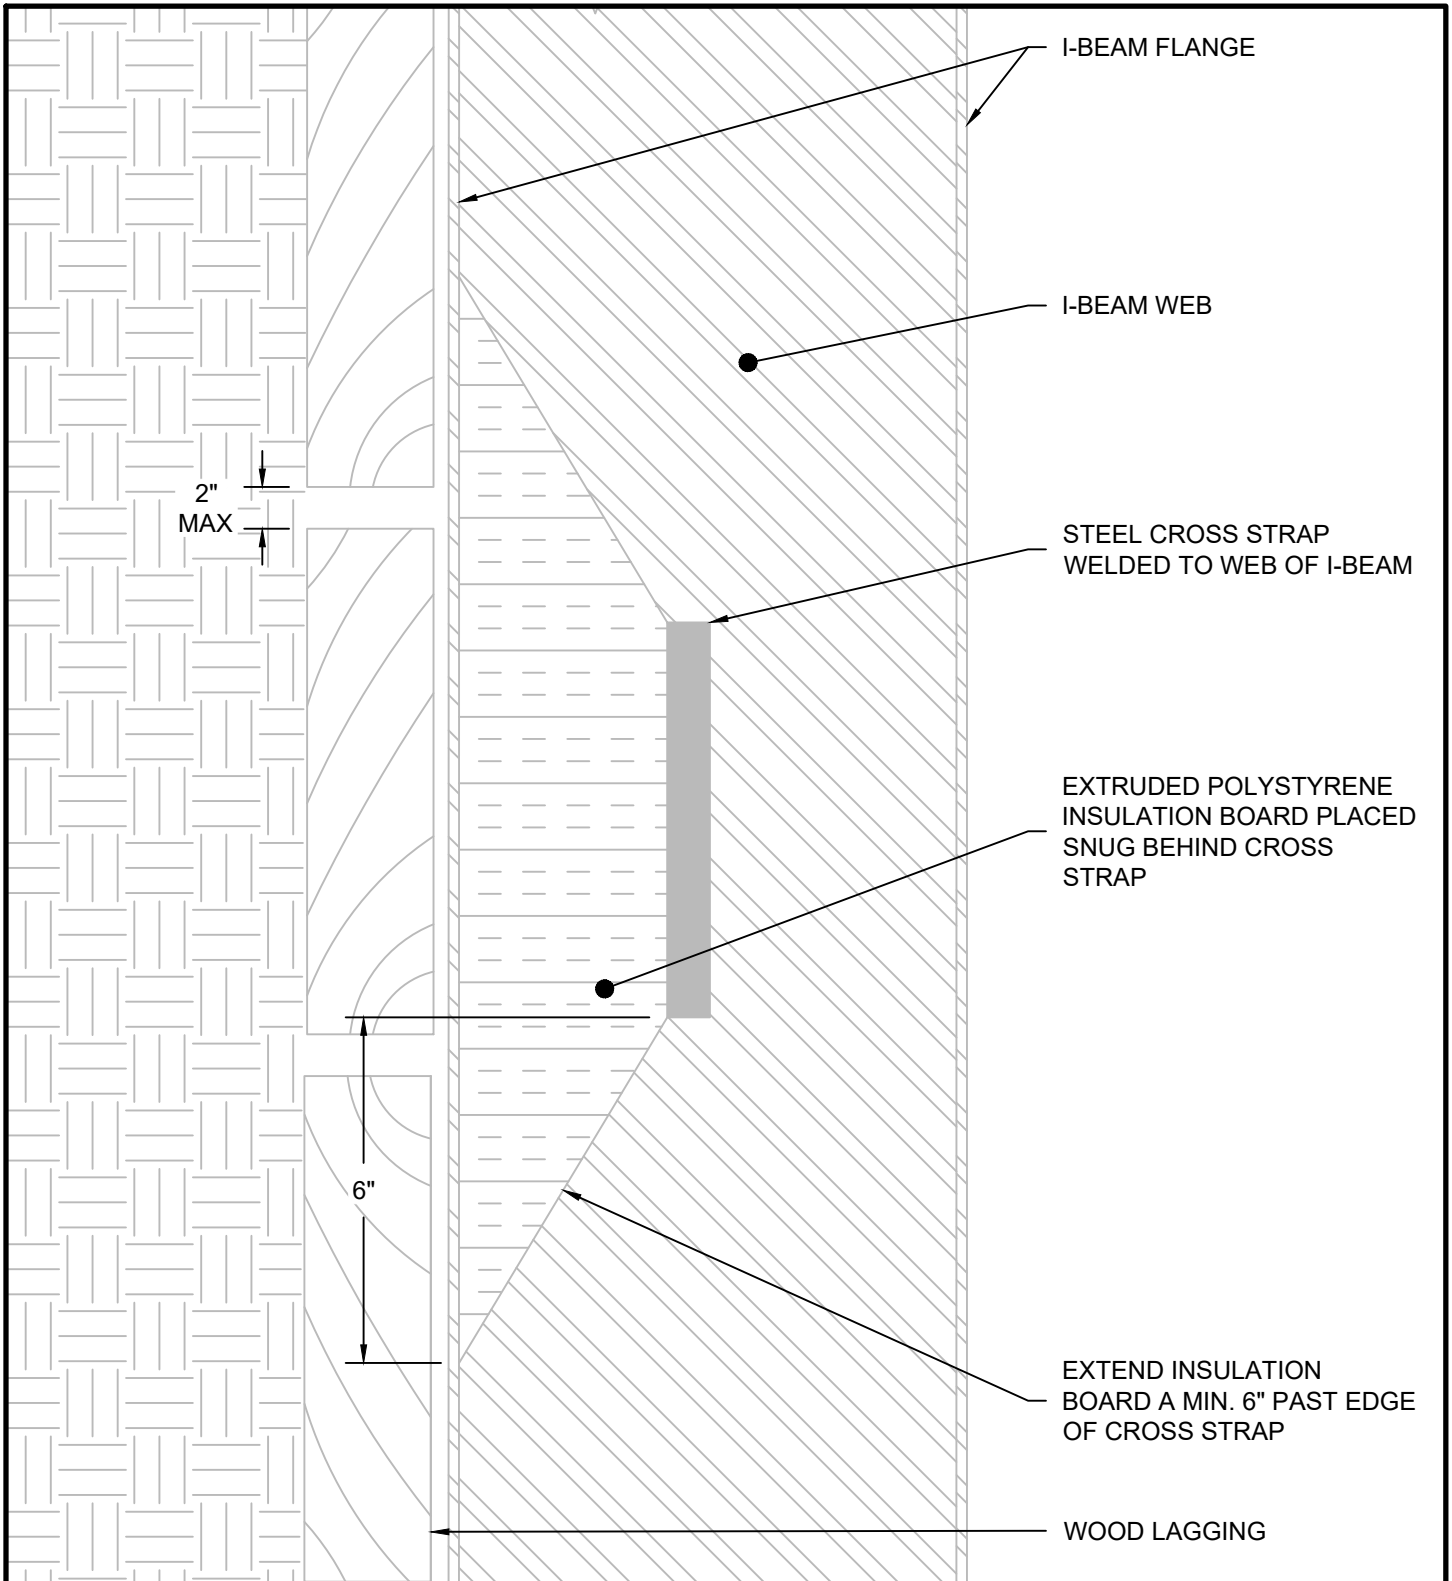 I-BEAM FLANGE
I-BEAM WEB
2"
MAX
STEEL CROSS STRAP
WELDED TO WEB OF I-BEAM
EXTRUDED POLYSTYRENE
INSULATION BOARD PLACED
SNUG BEHIND CROSS
STRAP
6"
EXTEND INSULATION
BOARD A MIN. 6" PAST EDGE
OF CROSS STRAP
WOOD LAGGING